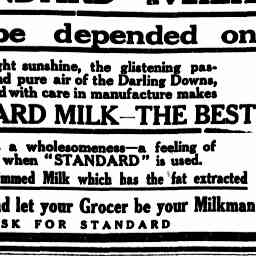 be depended on
ght sunshine, the glistening pas-
nd pure air of the Darling Downs,
d with care in manufacture makes
ARD MILK—THE BEST
a wholesomeness—a feeling of
when "STANDARD" is used.
mmed Milk which has the fat extracted
nd let your Grocer be your Milkman
SK FOR STANDARD